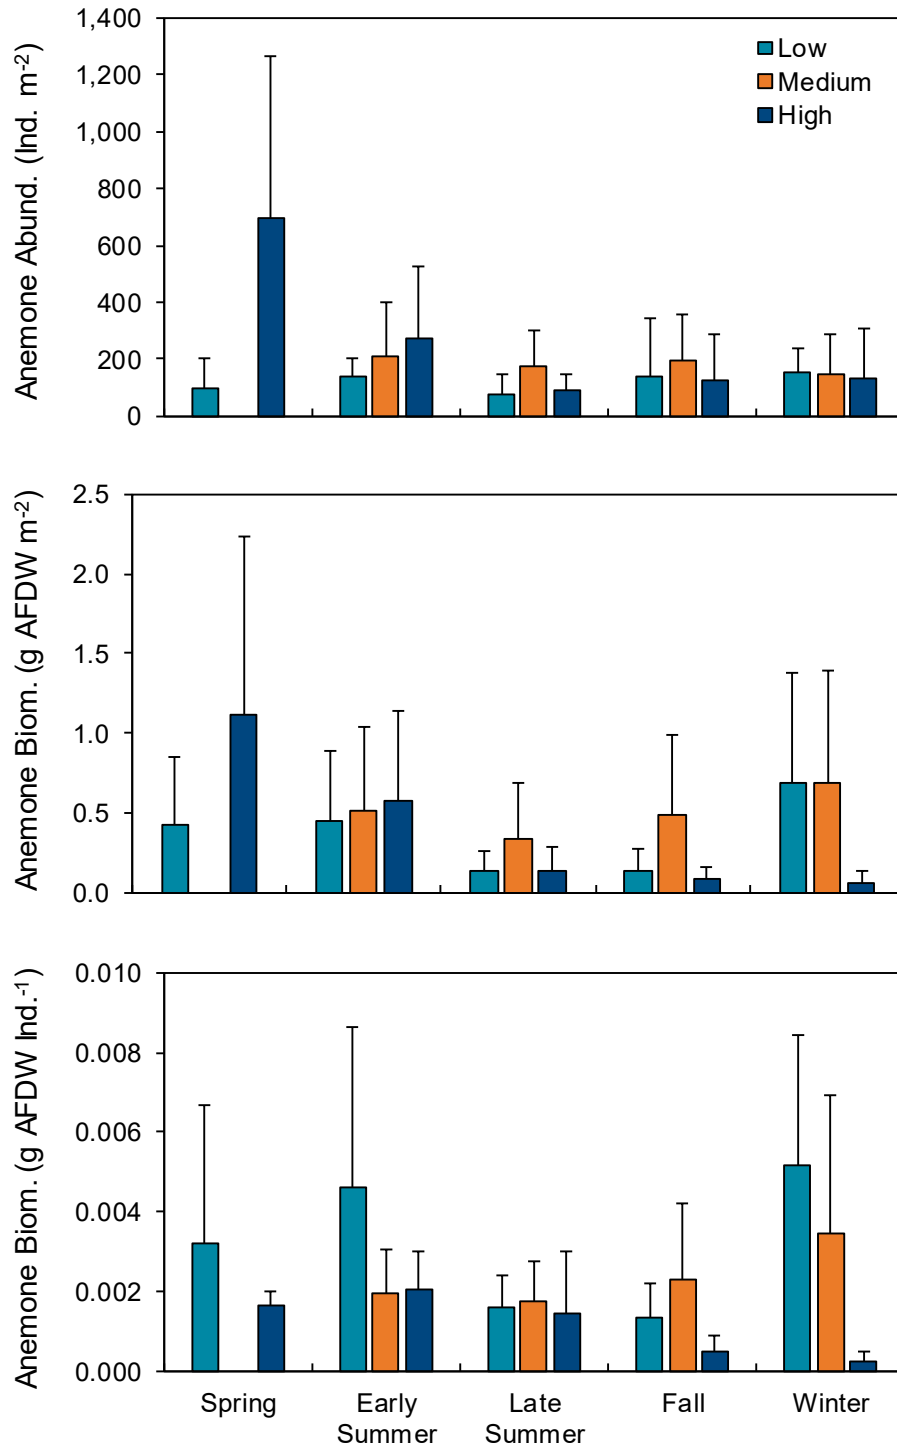 Anemone Abund. (Ind. m-2)
1,400
1,200
1,000
800
600
400
200
0
Low
Medium
High
Anemone Biom. (g AFDW m-2)
2.5
2.0
1.5
1.0
0.5
0.0
Anemone Biom. (g AFDW Ind.-1)
0.010
0.008
0.006
0.004
0.002
0.000
Spring
Early
Summer
Late
Summer
Fall
Winter